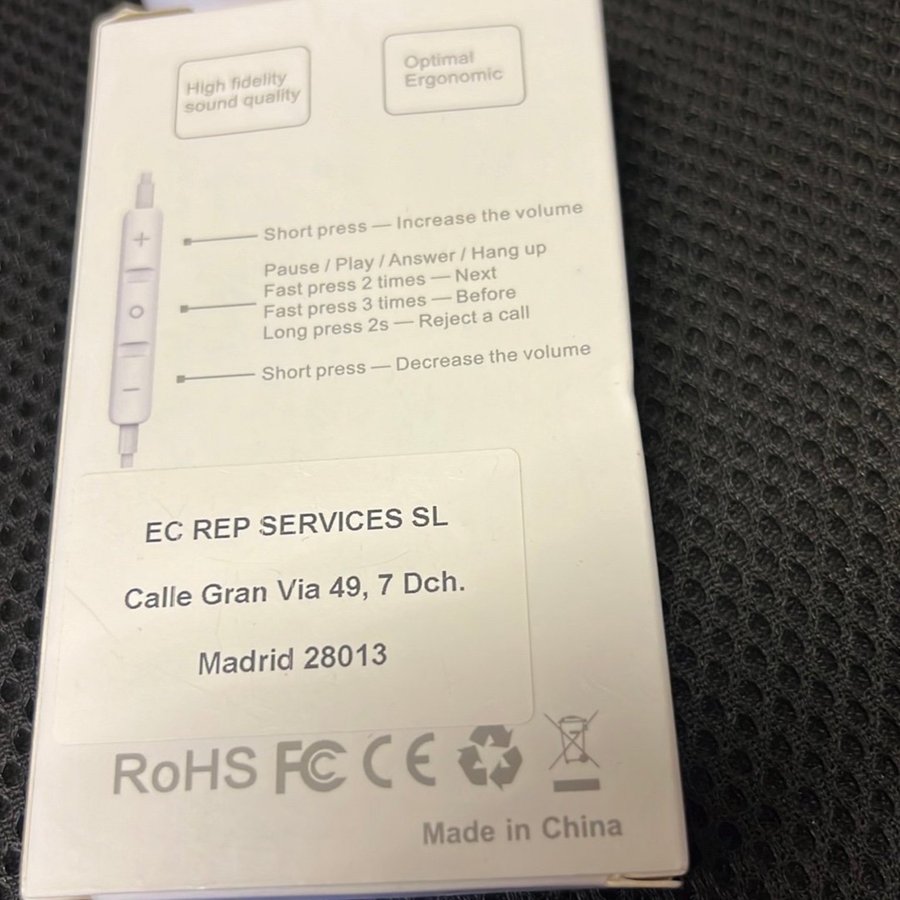 High fidelity
sound quality
Optimal
Ergonomic
+
Short press — Increase the volume
Pause / Play / Answer / Hang up
Fast press 2 times — Next
Fast press 3 times — Before
Long press 2s — Reject a call
−
Short press — Decrease the volume
EC REP SERVICES SL
Calle Gran Via 49, 7 Dch.
Madrid 28013
RoHS FC CE
Made in China